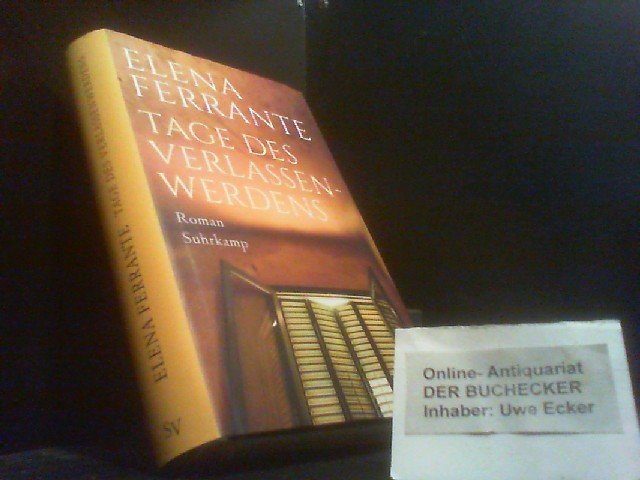 ELENA
FERRANTE
TAGE DES
VERLASSEN-
WERDENS
Roman
Suhrkamp
ELENA FERRANTE TAGE DES VERLASSENWERDENS
SV
Online- Antiquariat
DER BUCHECKER
Inhaber: Uwe Ecker